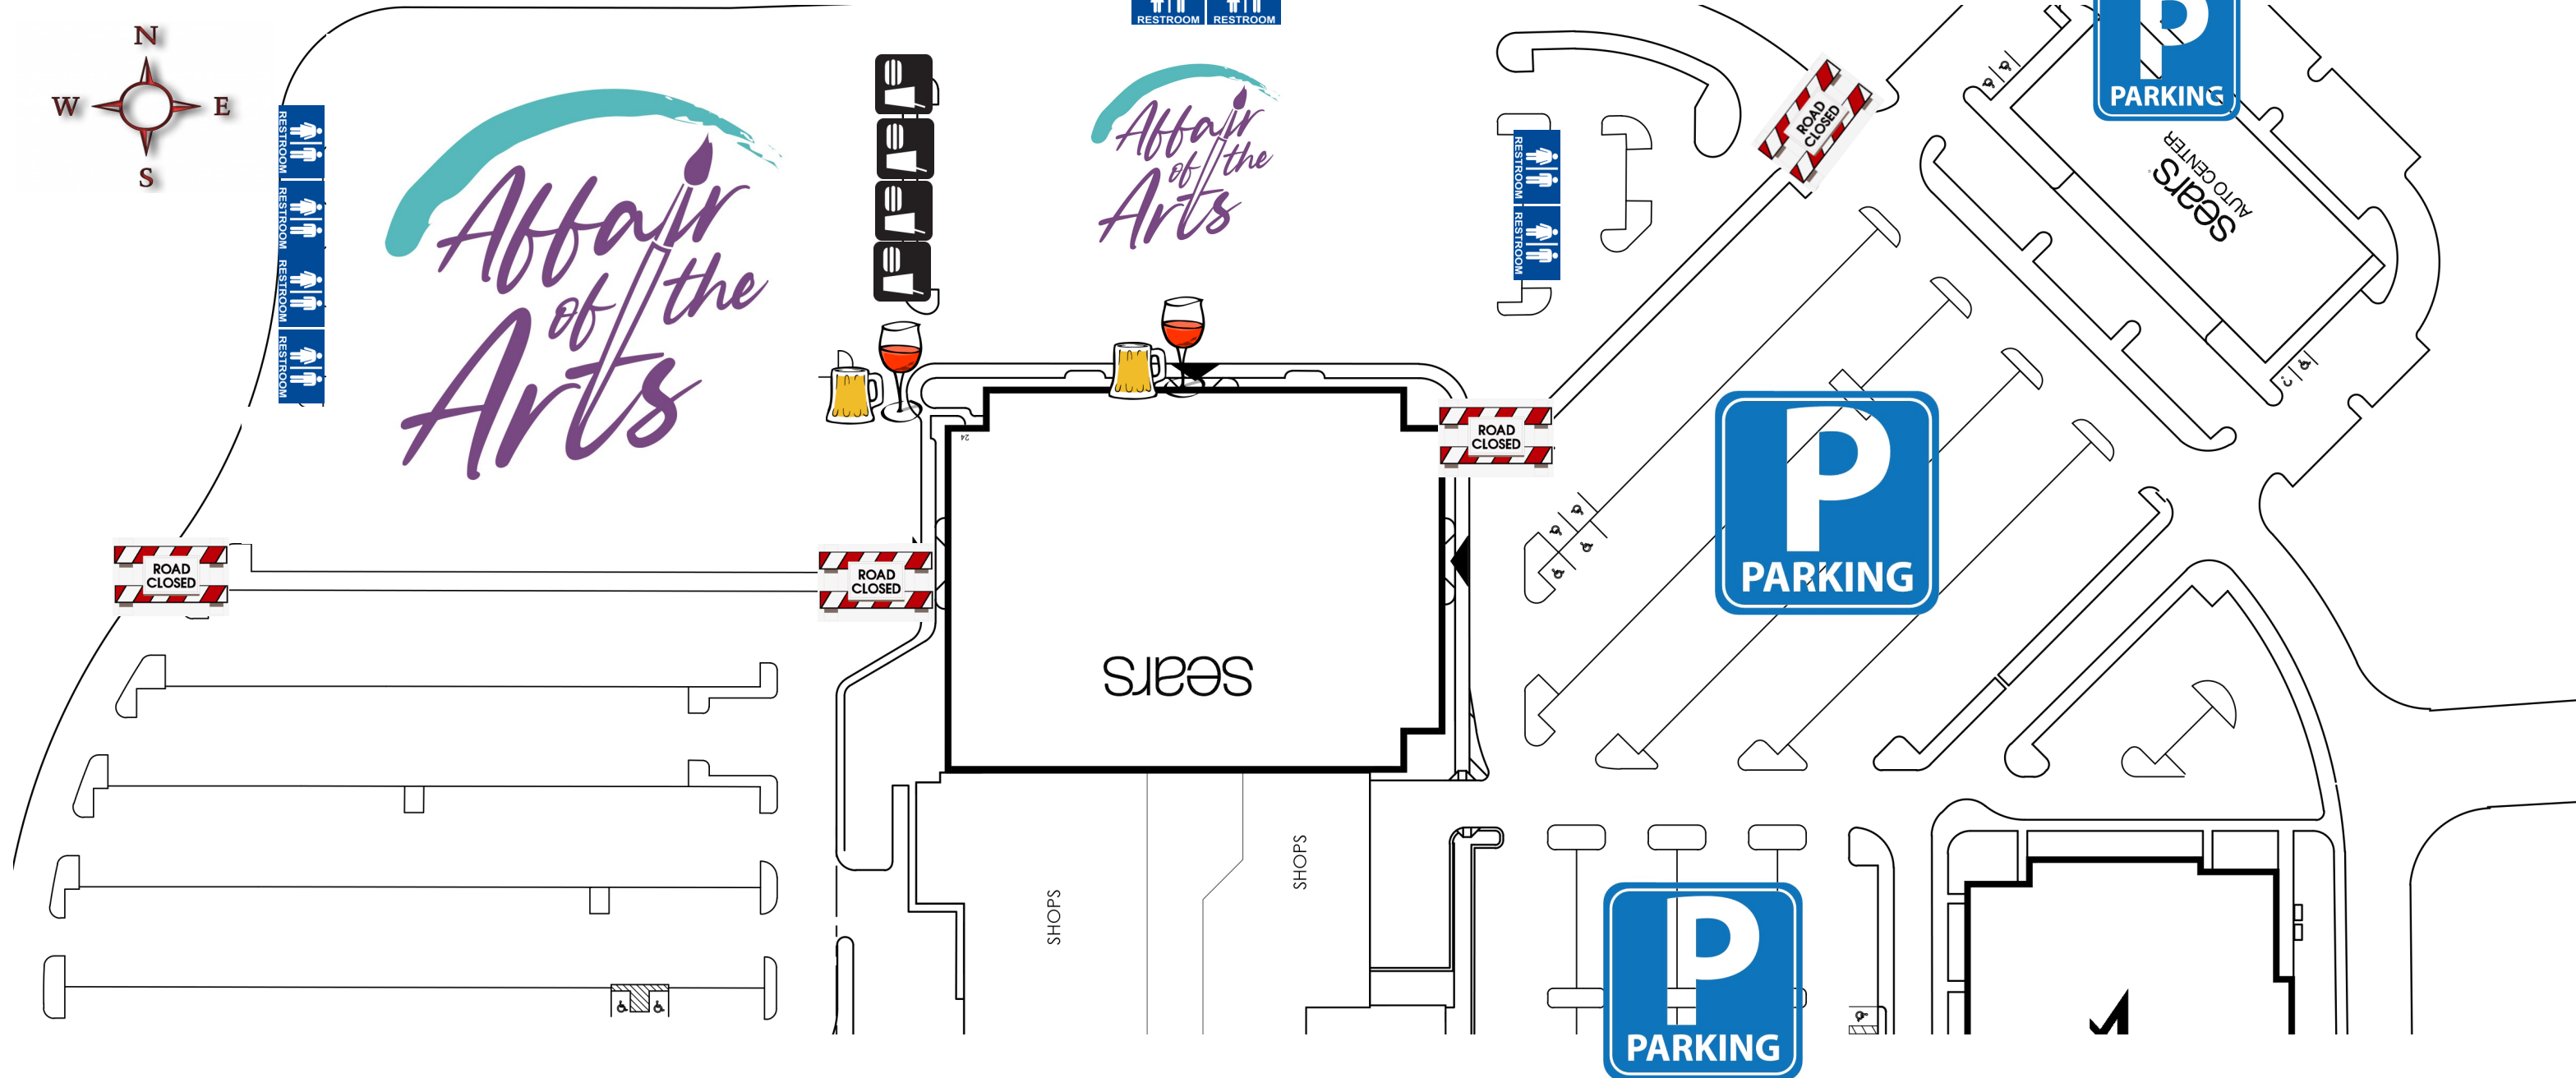 N
W E
S
RESTROOM RESTROOM
RESTROOM
RESTROOM
RESTROOM
RESTROOM
Affair
of the
Arts
Affair
of the
Arts
RESTROOM
RESTROOM
ROAD
CLOSED
P
PARKING
sears
AUTO CENTER
24
ROAD
CLOSED
P
PARKING
ROAD
CLOSED
ROAD
CLOSED
sears
SHOPS
SHOPS
P
PARKING